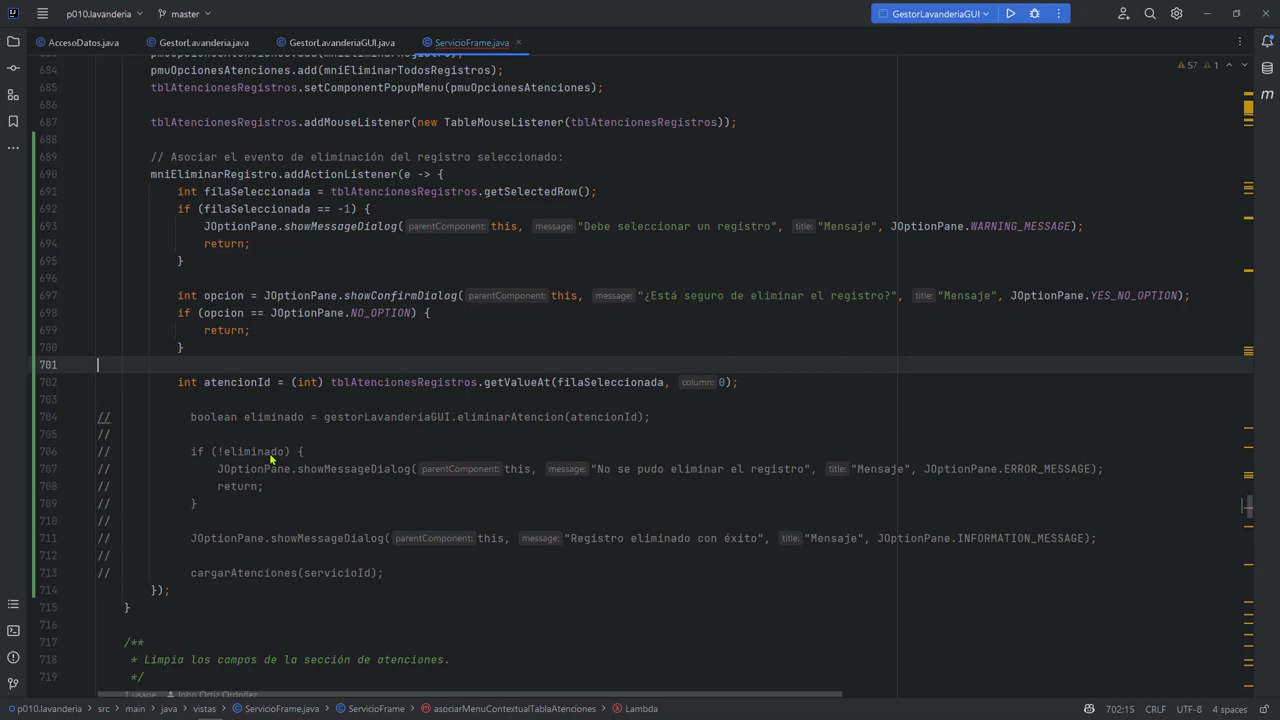 p010.lavanderia
master
GestorLavanderiaGUI
AccesoDatos.java
GestorLavanderia.java
GestorLavanderiaGUI.java
ServicioFrame.java
57
1
684 pmuOpcionesAtenciones.add(mniEliminarTodosRegistros);
685 tblAtencionesRegistros.setComponentPopupMenu(pmuOpcionesAtenciones);
686
687 tblAtencionesRegistros.addMouseListener(new TableMouseListener(tblAtencionesRegistros));
688
689 // Asociar el evento de eliminación del registro seleccionado:
690 mniEliminarRegistro.addActionListener(e -> {
691 int filaSeleccionada = tblAtencionesRegistros.getSelectedRow();
692 if (filaSeleccionada == -1) {
693 JOptionPane.showMessageDialog( parentComponent: this, message: "Debe seleccionar un registro", title: "Mensaje", JOptionPane.WARNING_MESSAGE);
694 return;
695 }
696
697 int opcion = JOptionPane.showConfirmDialog( parentComponent: this, message: "¿Está seguro de eliminar el registro?", title: "Mensaje", JOptionPane.YES_NO_OPTION);
698 if (opcion == JOptionPane.NO_OPTION) {
699 return;
700 }
701
702 int atencionId = (int) tblAtencionesRegistros.getValueAt(filaSeleccionada, column: 0);
703
704 // boolean eliminado = gestorLavanderiaGUI.eliminarAtencion(atencionId);
705 //
706 // if (!eliminado) {
707 // JOptionPane.showMessageDialog( parentComponent: this, message: "No se pudo eliminar el registro", title: "Mensaje", JOptionPane.ERROR_MESSAGE);
708 // return;
709 // }
710 //
711 // JOptionPane.showMessageDialog( parentComponent: this, message: "Registro eliminado con éxito", title: "Mensaje", JOptionPane.INFORMATION_MESSAGE);
712 //
713 // cargarAtenciones(servicioId);
714 });
715 }
716
717 /**
718 * Limpia los campos de la sección de atenciones.
719 */
1 usage John Ortiz Ordoñez
p010.lavanderia > src > main > java > vistas > ServicioFrame.java > ServicioFrame > asociarMenuContextualTablaAtenciones > Lambda
702:15 CRLF UTF-8 4 spaces